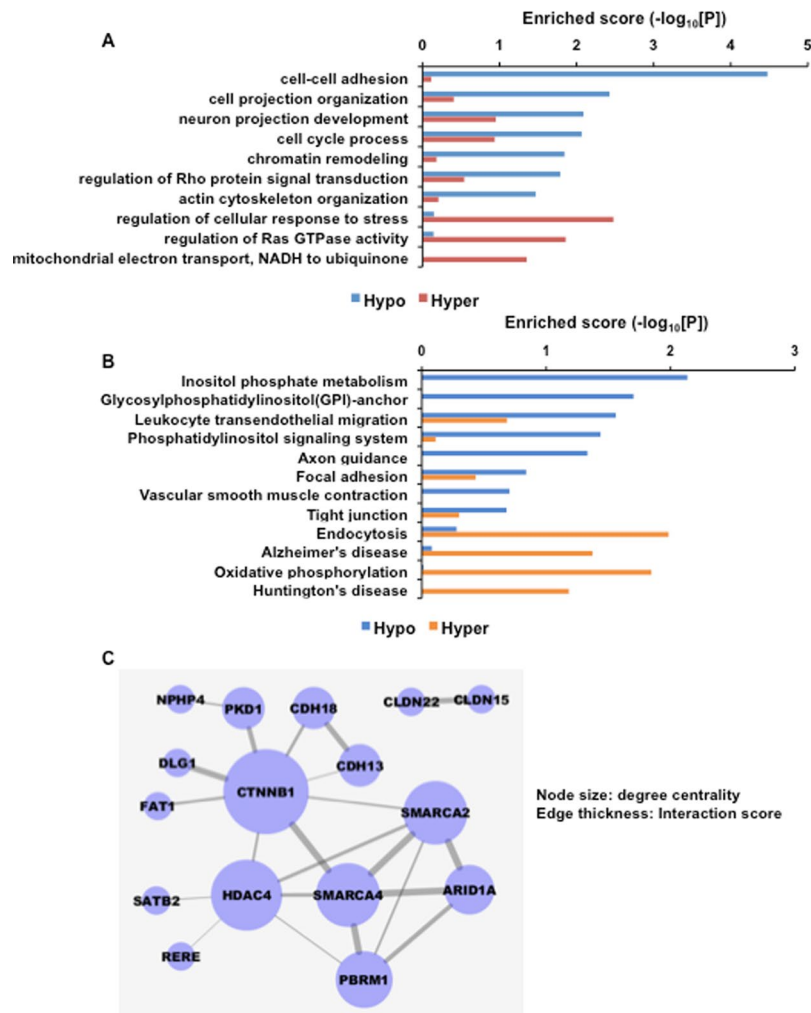 Enriched score (-log10[P])
A
0 1 2 3 4 5
cell-cell adhesion
cell projection organization
neuron projection development
cell cycle process
chromatin remodeling
regulation of Rho protein signal transduction
actin cytoskeleton organization
regulation of cellular response to stress
regulation of Ras GTPase activity
mitochondrial electron transport, NADH to ubiquinone
Hypo Hyper
Enriched score (-log10[P])
B
0 1 2 3
Inositol phosphate metabolism
Glycosylphosphatidylinositol(GPI)-anchor
Leukocyte transendothelial migration
Phosphatidylinositol signaling system
Axon guidance
Focal adhesion
Vascular smooth muscle contraction
Tight junction
Endocytosis
Alzheimer's disease
Oxidative phosphorylation
Huntington's disease
Hypo Hyper
C
NPHP4 PKD1 CDH18 CLDN22 CLDN15
DLG1 CTNNB1 CDH13
FAT1 SMARCA2
Node size: degree centrality
Edge thickness: Interaction score
SATB2 HDAC4 SMARCA4 ARID1A
RERE PBRM1